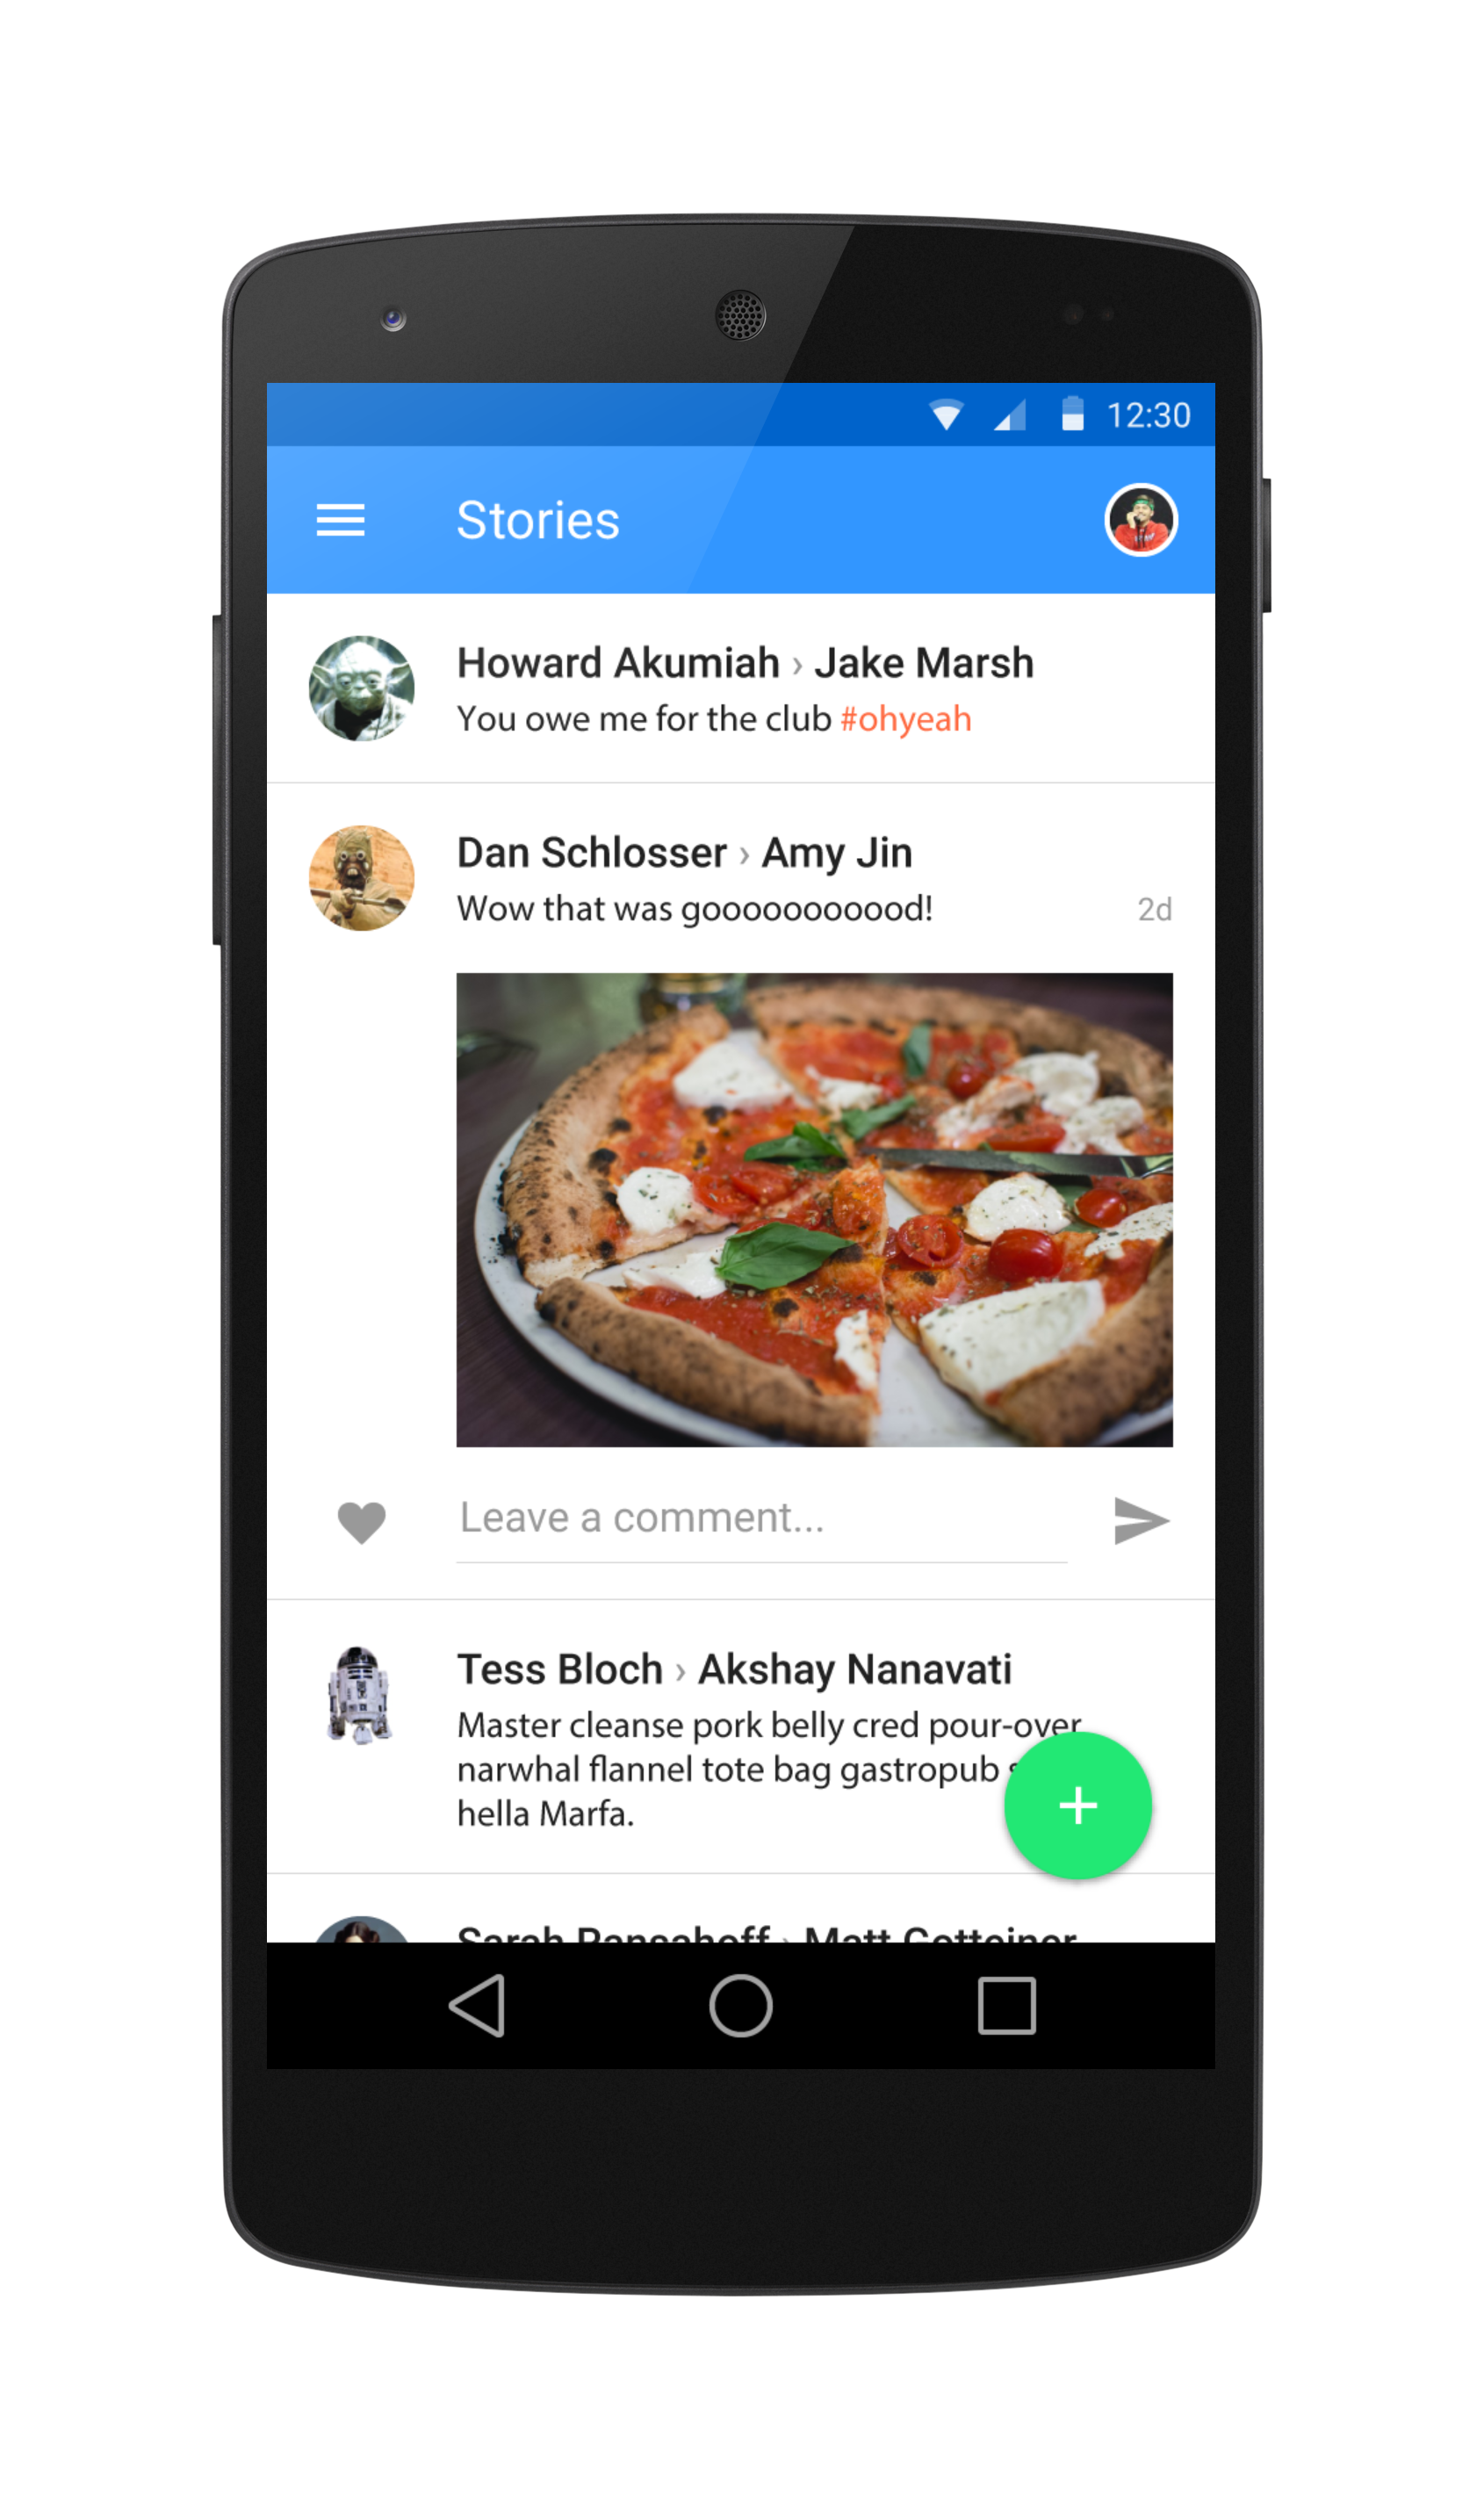 12:30
Stories
Howard Akumiah › Jake Marsh
You owe me for the club #ohyeah
Dan Schlosser › Amy Jin
Wow that was gooooooooood!
2d
Leave a comment...
Tess Bloch › Akshay Nanavati
Master cleanse pork belly cred pour-over
narwhal flannel tote bag gastropub
hella Marfa.
Sarah › Matt